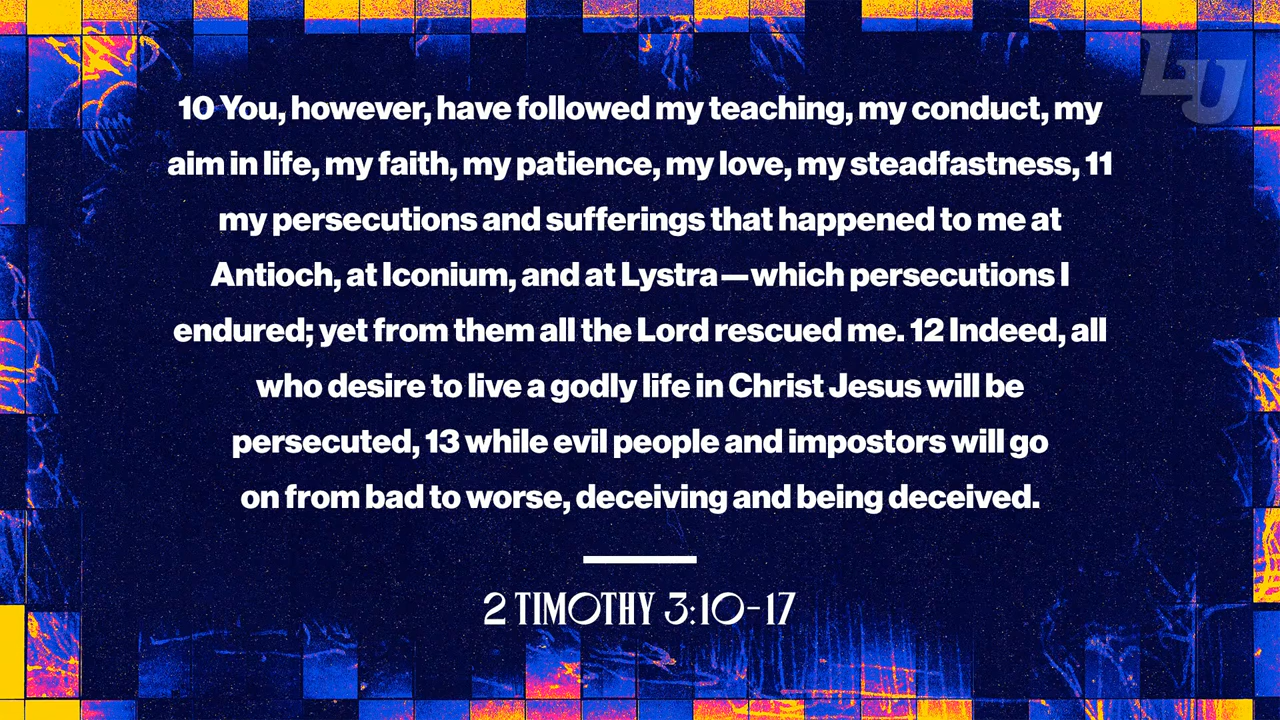 LU
10 You, however, have followed my teaching, my conduct, my
aim in life, my faith, my patience, my love, my steadfastness, 11
my persecutions and sufferings that happened to me at
Antioch, at Iconium, and at Lystra—which persecutions I
endured; yet from them all the Lord rescued me. 12 Indeed, all
who desire to live a godly life in Christ Jesus will be
persecuted, 13 while evil people and impostors will go
on from bad to worse, deceiving and being deceived.
2 TIMOTHY 3:10-17